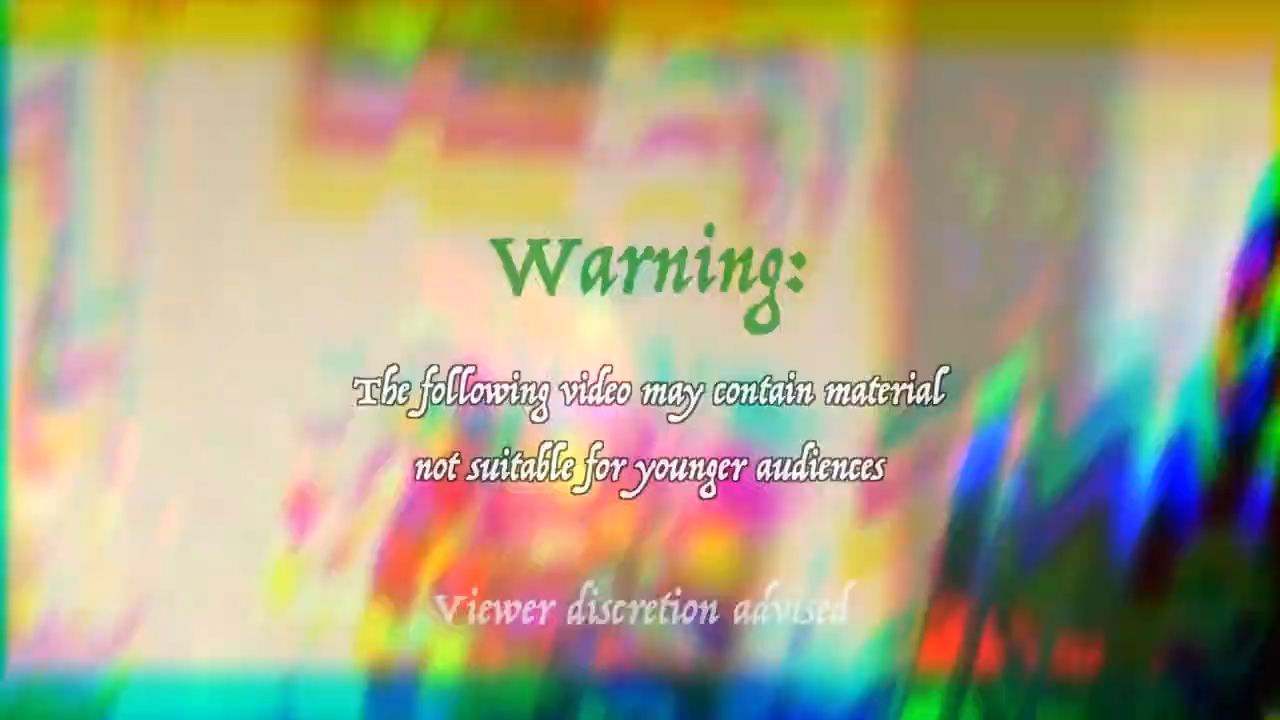 Warning:
The following video may contain material
not suitable for younger audiences
Viewer discretion advised